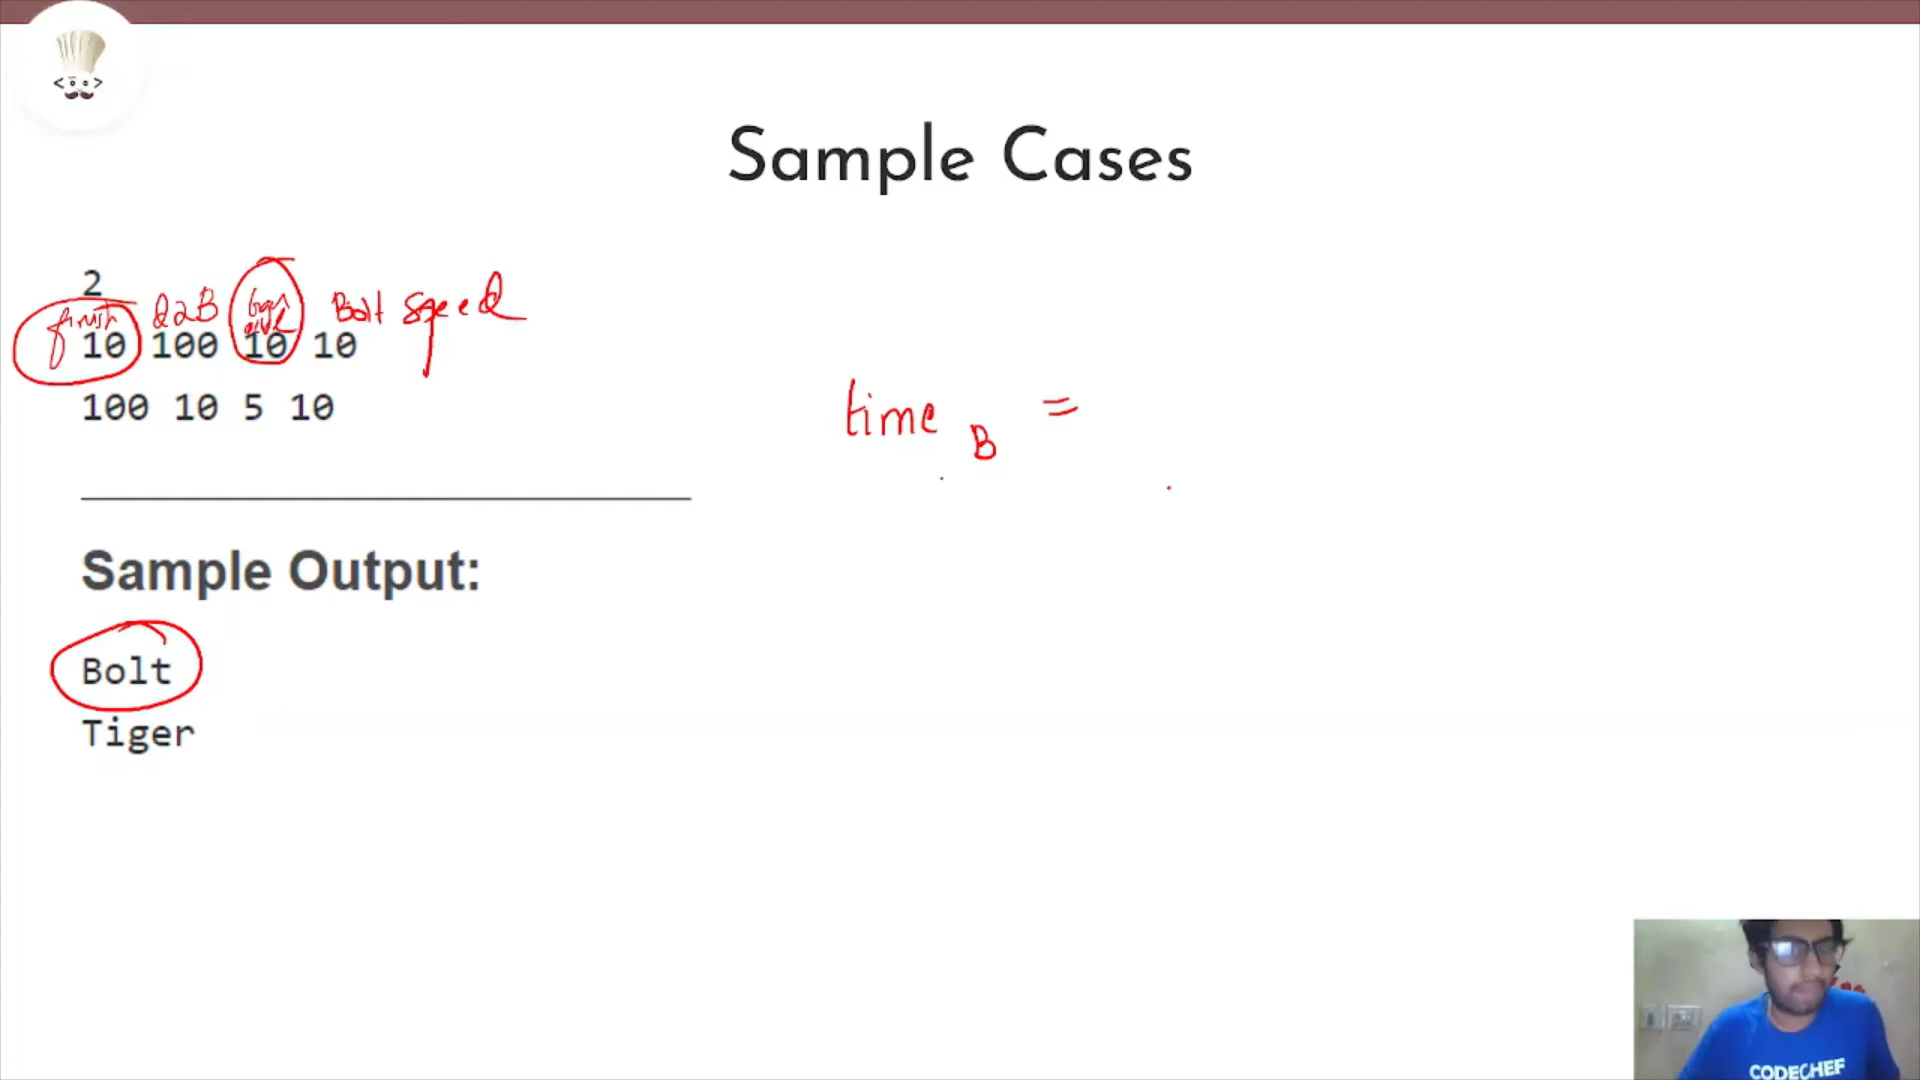 Sample Cases
2
finish Bolt Speed
10 100 10 10
100 10 5 10
time B =
Sample Output:
Bolt
Tiger
CODECHEF